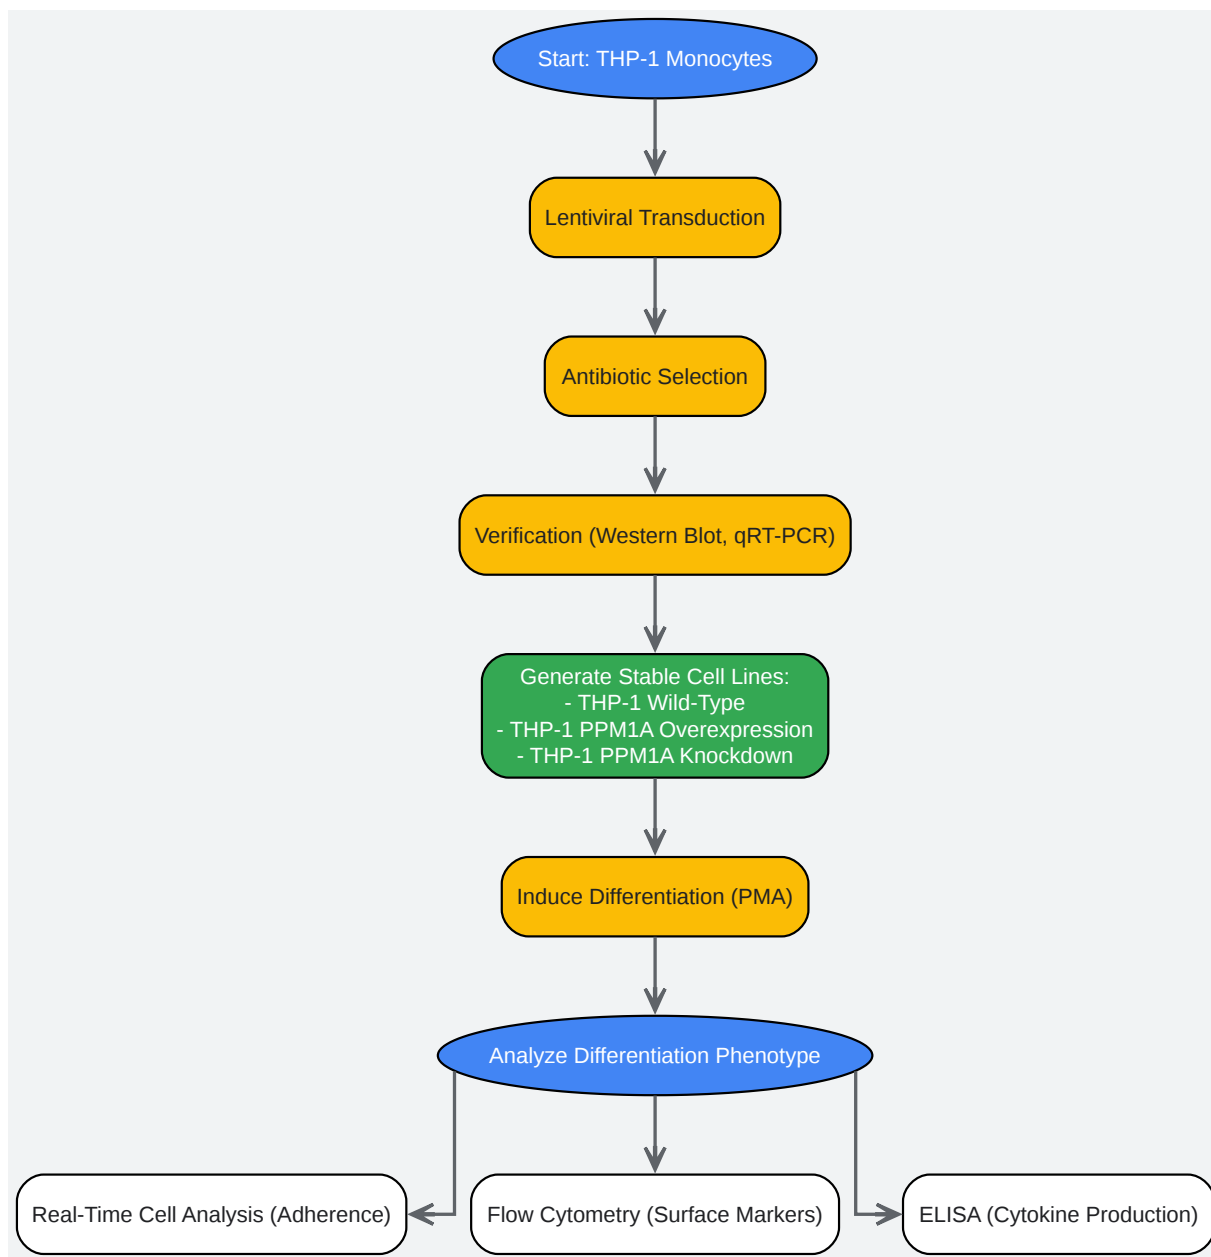 Start: THP-1 Monocytes
Lentiviral Transduction
Antibiotic Selection
Verification (Western Blot, qRT-PCR)
Generate Stable Cell Lines:
- THP-1 Wild-Type
- THP-1 PPM1A Overexpression
- THP-1 PPM1A Knockdown
Induce Differentiation (PMA)
Analyze Differentiation Phenotype
Real-Time Cell Analysis (Adherence)
Flow Cytometry (Surface Markers)
ELISA (Cytokine Production)